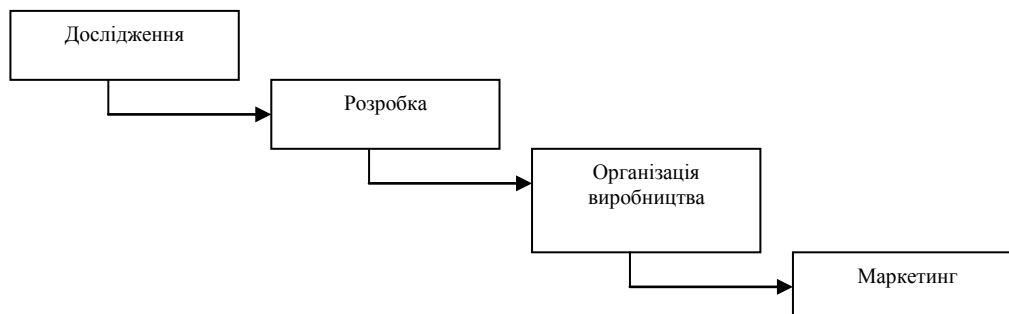 Дослідження
Розробка
Організація
виробництва
Маркетинг